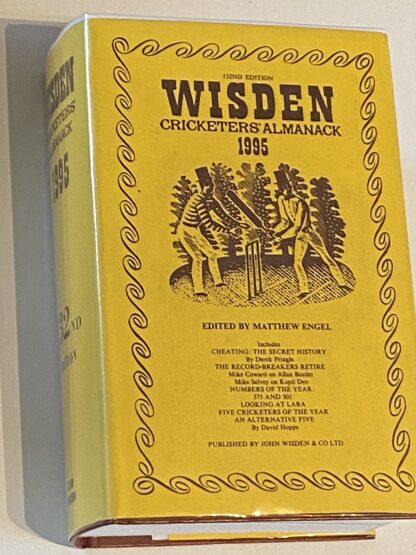 132ND EDITION
WISDEN
CRICKETERS' ALMANACK
1995
EDITED BY MATTHEW ENGEL
Includes
CHEATING: THE SECRET HISTORY
By Derek Pringle
THE RECORD-BREAKERS RETIRE
Mike Coward on Allan Border
Mike Selvey on Kapil Dev
NUMBERS OF THE YEAR:
375 AND 501
LOOKING AT LARA
FIVE CRICKETERS OF THE YEAR
AN ALTERNATIVE FIVE
By David Hopps
PUBLISHED BY JOHN WISDEN & CO LTD
WISDEN
CRICKETERS'
ALMANACK
1995
132ND
EDITION